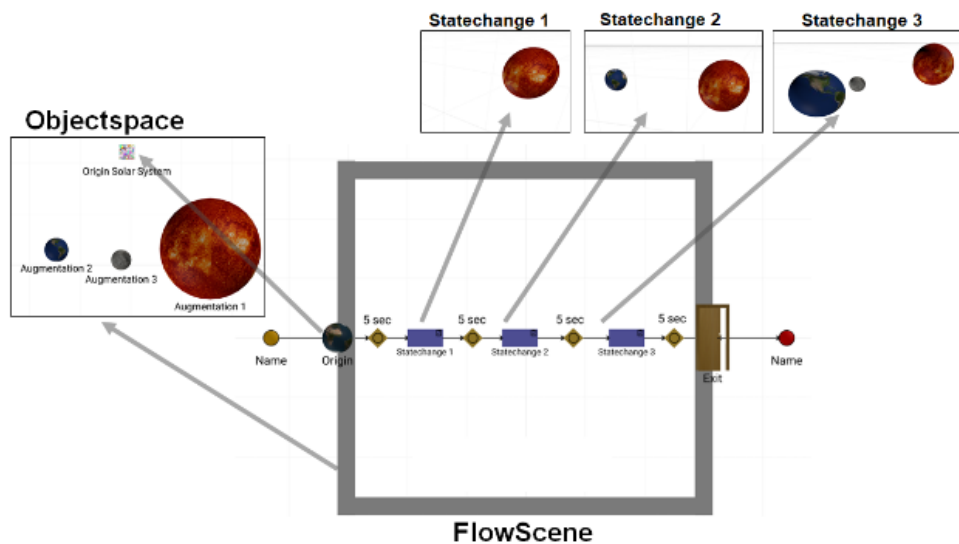 Statechange 1
Statechange 2
Statechange 3
Objectspace
Origin Solar System
Augmentation 2
Augmentation 3
Augmentation 1
5 sec
5 sec
5 sec
5 sec
Name
Origin
Statechange 1
Statechange 2
Statechange 3
Exit
Name
FlowScene